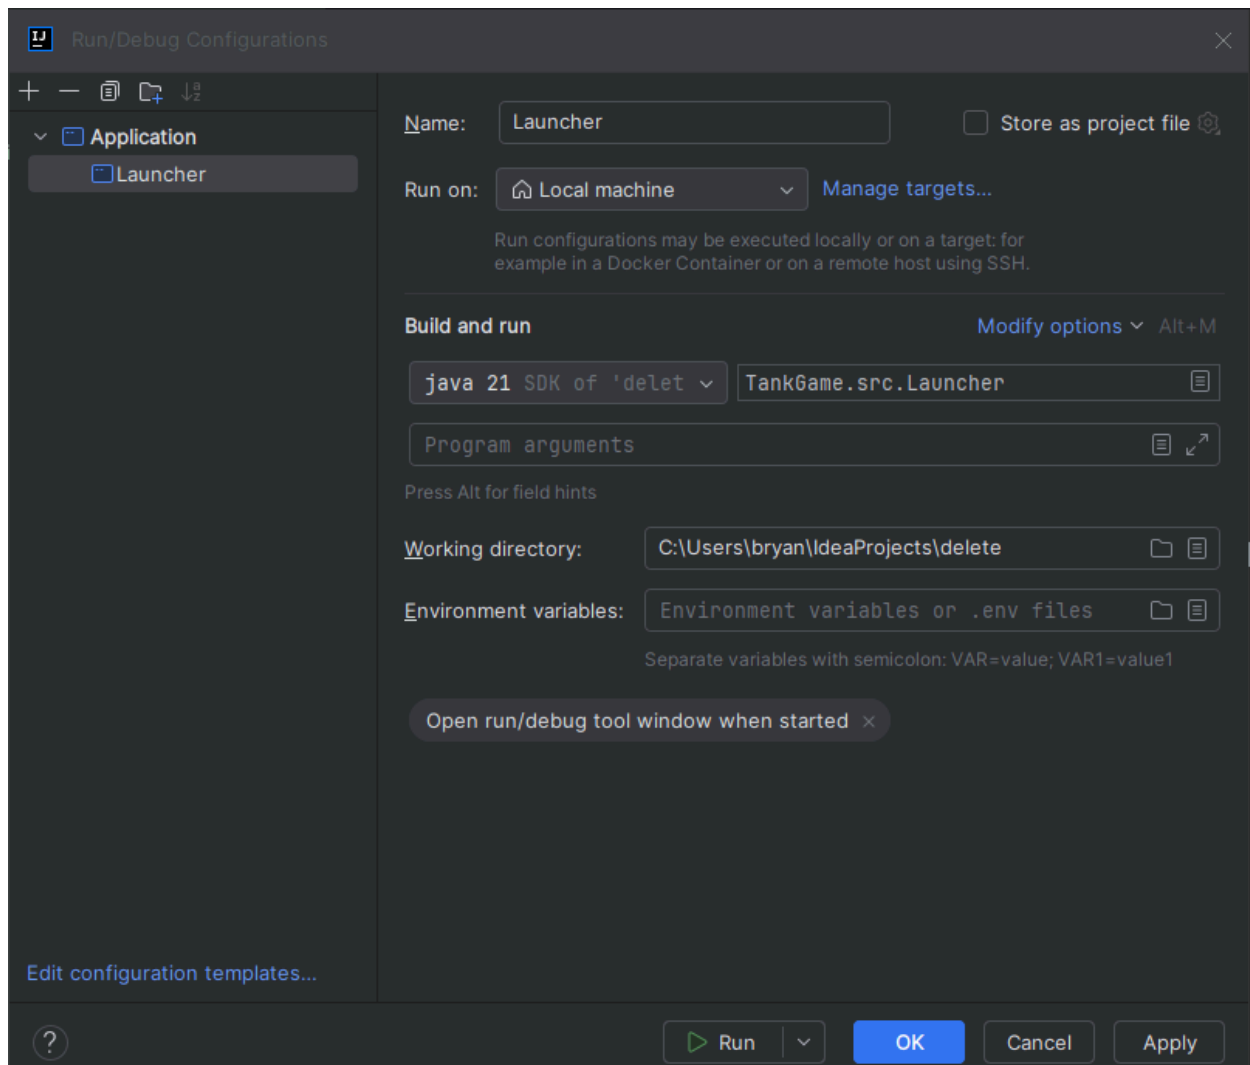 IJ
Run/Debug Configurations
Application
Launcher
Name:
Launcher
Store as project file
Run on:
Local machine
Manage targets...
Run configurations may be executed locally or on a target: for
example in a Docker Container or on a remote host using SSH.
Build and run
Modify options
Alt+M
java 21 SDK of 'delet
TankGame.src.Launcher
Program arguments
Press Alt for field hints
Working directory:
C:\Users\bryan\IdeaProjects\delete
Environment variables:
Environment variables or .env files
Separate variables with semicolon: VAR=value; VAR1=value1
Open run/debug tool window when started
Edit configuration templates...
?
Run
OK
Cancel
Apply